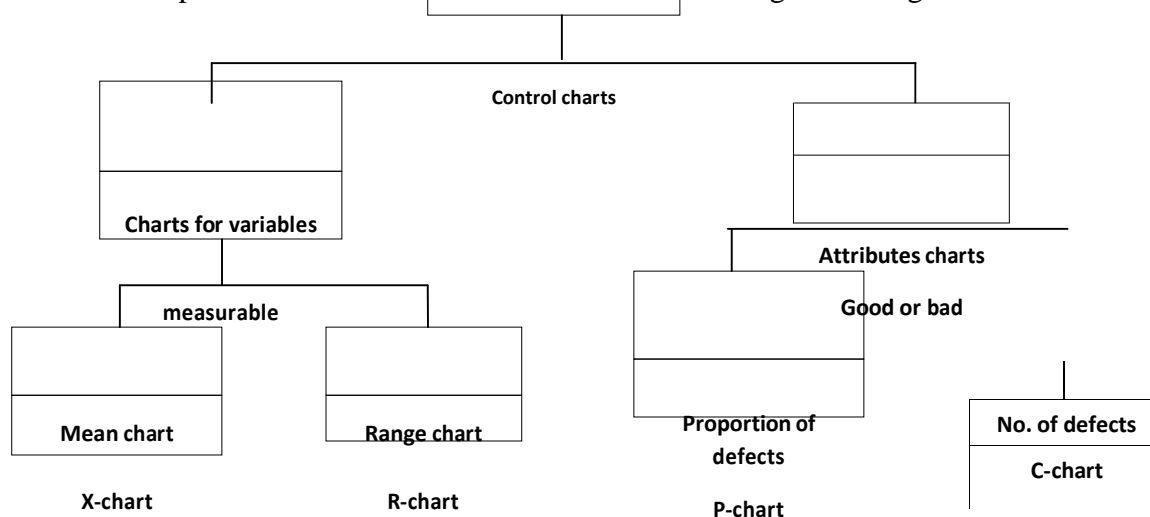 Control charts
Charts for variables
Attributes charts
measurable
Good or bad
Mean chart
Range chart
Proportion of
defects
No. of defects
C-chart
X-chart
R-chart
P-chart